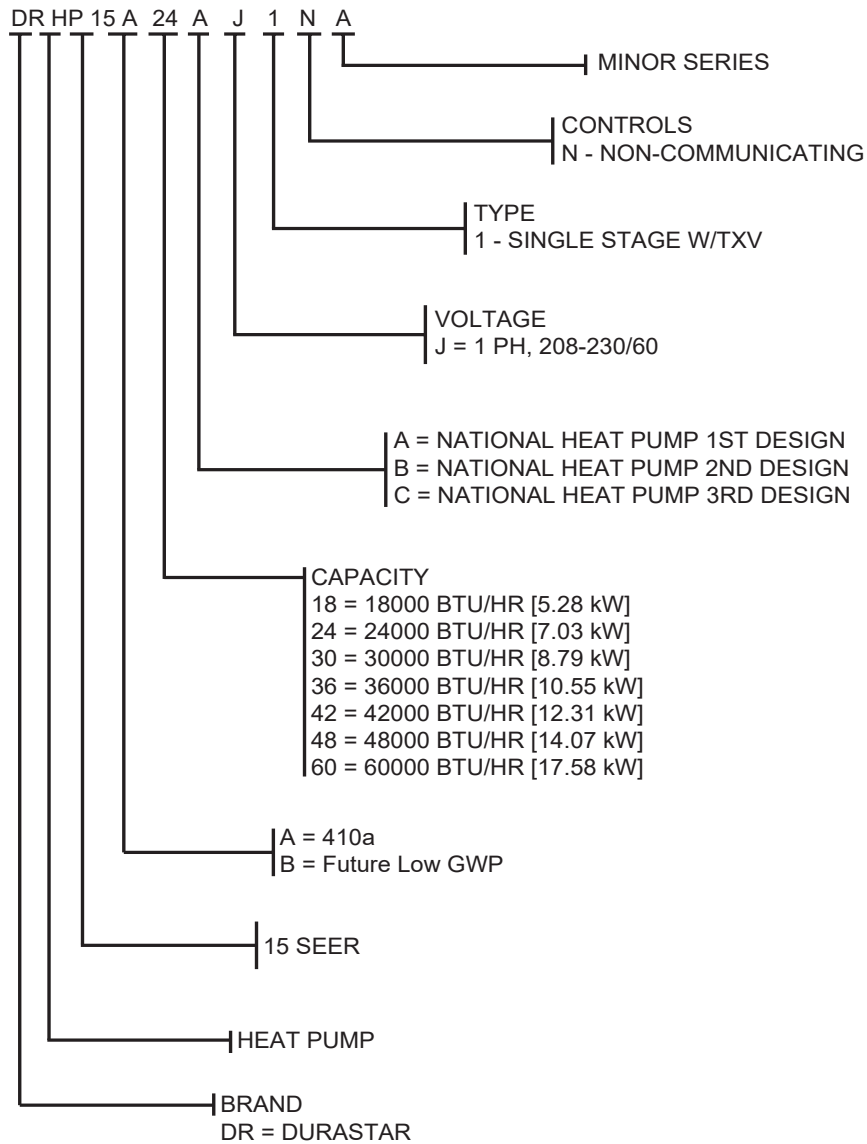 DR HP 15 A 24 A J 1 N A
MINOR SERIES
CONTROLS
N - NON-COMMUNICATING
TYPE
1 - SINGLE STAGE W/TXV
VOLTAGE
J = 1 PH, 208-230/60
A = NATIONAL HEAT PUMP 1ST DESIGN
B = NATIONAL HEAT PUMP 2ND DESIGN
C = NATIONAL HEAT PUMP 3RD DESIGN
CAPACITY
18 = 18000 BTU/HR [5.28 kW]
24 = 24000 BTU/HR [7.03 kW]
30 = 30000 BTU/HR [8.79 kW]
36 = 36000 BTU/HR [10.55 kW]
42 = 42000 BTU/HR [12.31 kW]
48 = 48000 BTU/HR [14.07 kW]
60 = 60000 BTU/HR [17.58 kW]
A = 410a
B = Future Low GWP
15 SEER
HEAT PUMP
BRAND
DR = DURASTAR